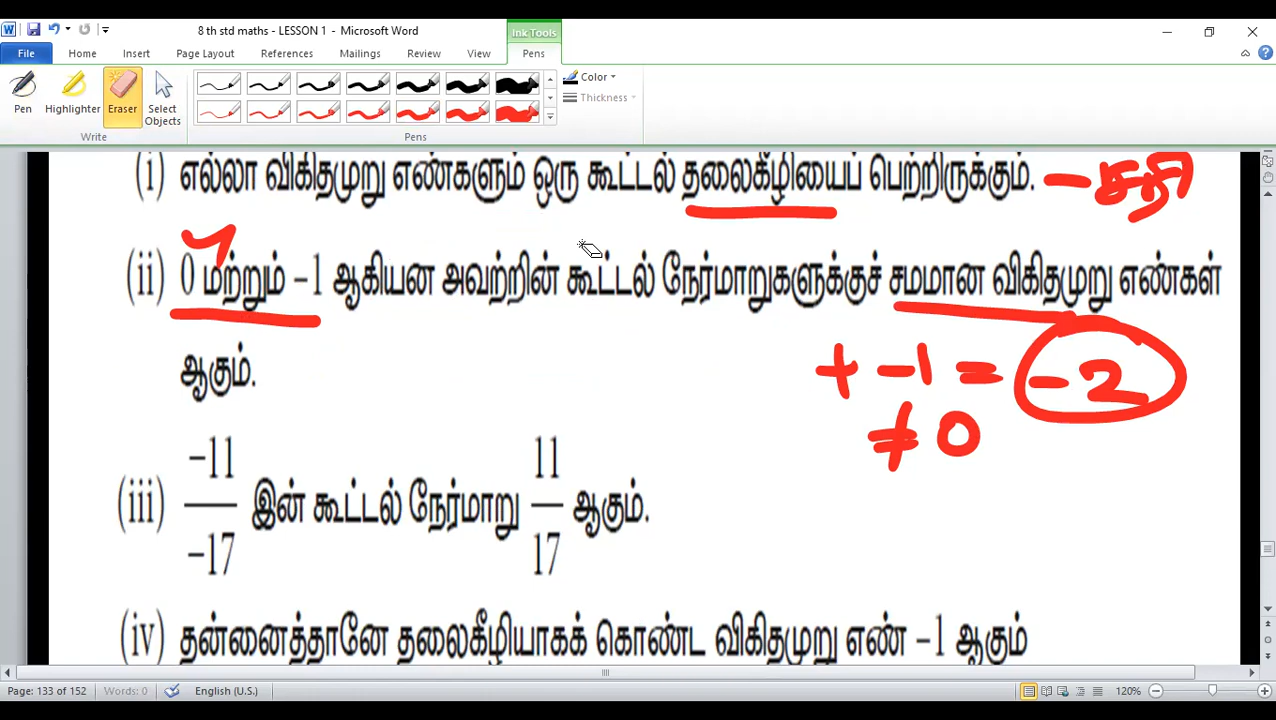 8 th std maths - LESSON 1 - Microsoft Word
Ink Tools
File Home Insert Page Layout References Mailings Review View Pens
Pen Highlighter Eraser Select Objects
Color
Thickness
Write Pens
(i) எல்லா விகிதமுறு எண்களும் ஒரு கூட்டல் தலைகீழியைப் பெற்றிருக்கும். – சரி
(ii) 0 மற்றும் –1 ஆகியன அவற்றின் கூட்டல் நேர்மாறுகளுக்குச் சமமான விகிதமுறு எண்கள்
ஆகும்.
+ -1 = -2
≠ 0
(iii) –11/–17 இன் கூட்டல் நேர்மாறு 11/17 ஆகும்.
(iv) தன்னைத்தானே தலைகீழியாகக் கொண்ட விகிதமுறு எண் –1 ஆகும்
Page: 133 of 152 Words: 0 English (U.S.) 120%